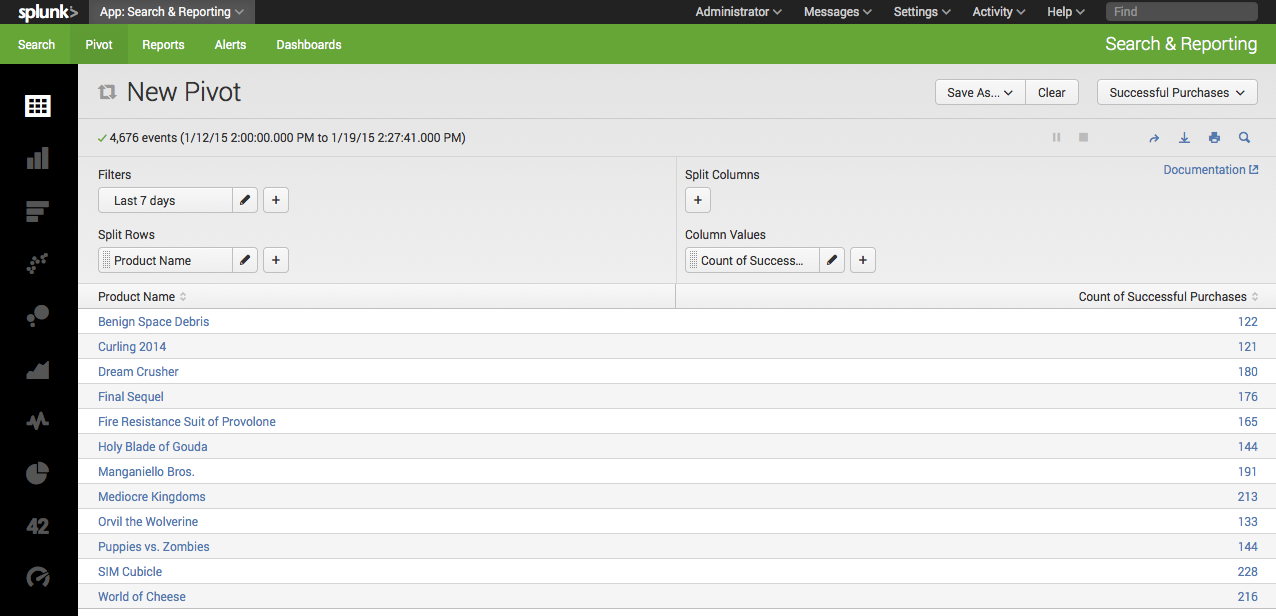 splunk> App: Search & Reporting Administrator Messages Settings Activity Help Find
Search Pivot Reports Alerts Dashboards Search & Reporting
New Pivot Save As... Clear Successful Purchases
4,676 events (1/12/15 2:00:00.000 PM to 1/19/15 2:27:41.000 PM)
Documentation
Filters Split Columns
Last 7 days + +
Split Rows Column Values
Product Name + Count of Success... +
Product Name Count of Successful Purchases
Benign Space Debris 122
Curling 2014 121
Dream Crusher 180
Final Sequel 176
Fire Resistance Suit of Provolone 165
Holy Blade of Gouda 144
Manganiello Bros. 191
Mediocre Kingdoms 213
Orvil the Wolverine 133
42
Puppies vs. Zombies 144
SIM Cubicle 228
World of Cheese 216